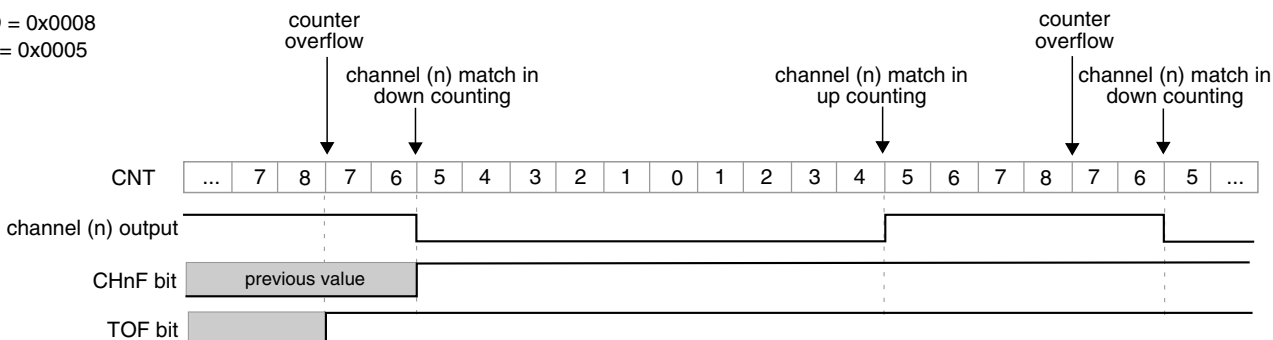 = 0x0008
= 0x0005
counter
overflow
channel (n) match in
down counting
channel (n) match in
up counting
counter
overflow
channel (n) match in
down counting
CNT ... 7 8 7 6 5 4 3 2 1 0 1 2 3 4 5 6 7 8 7 6 5 ...
channel (n) output
CHnF bit previous value
TOF bit